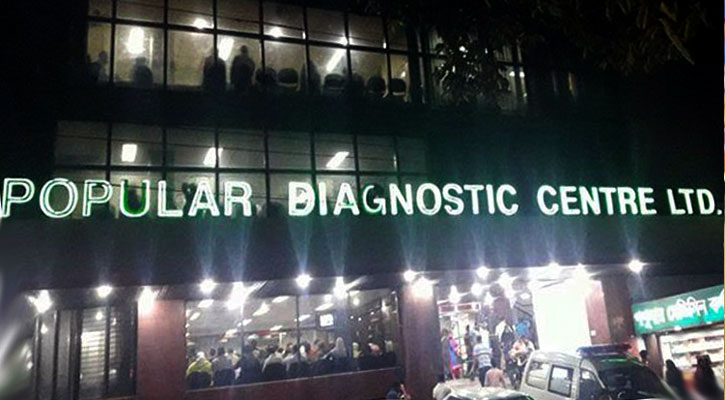 POPULAR DIAGNOSTIC CENTRE LTD.